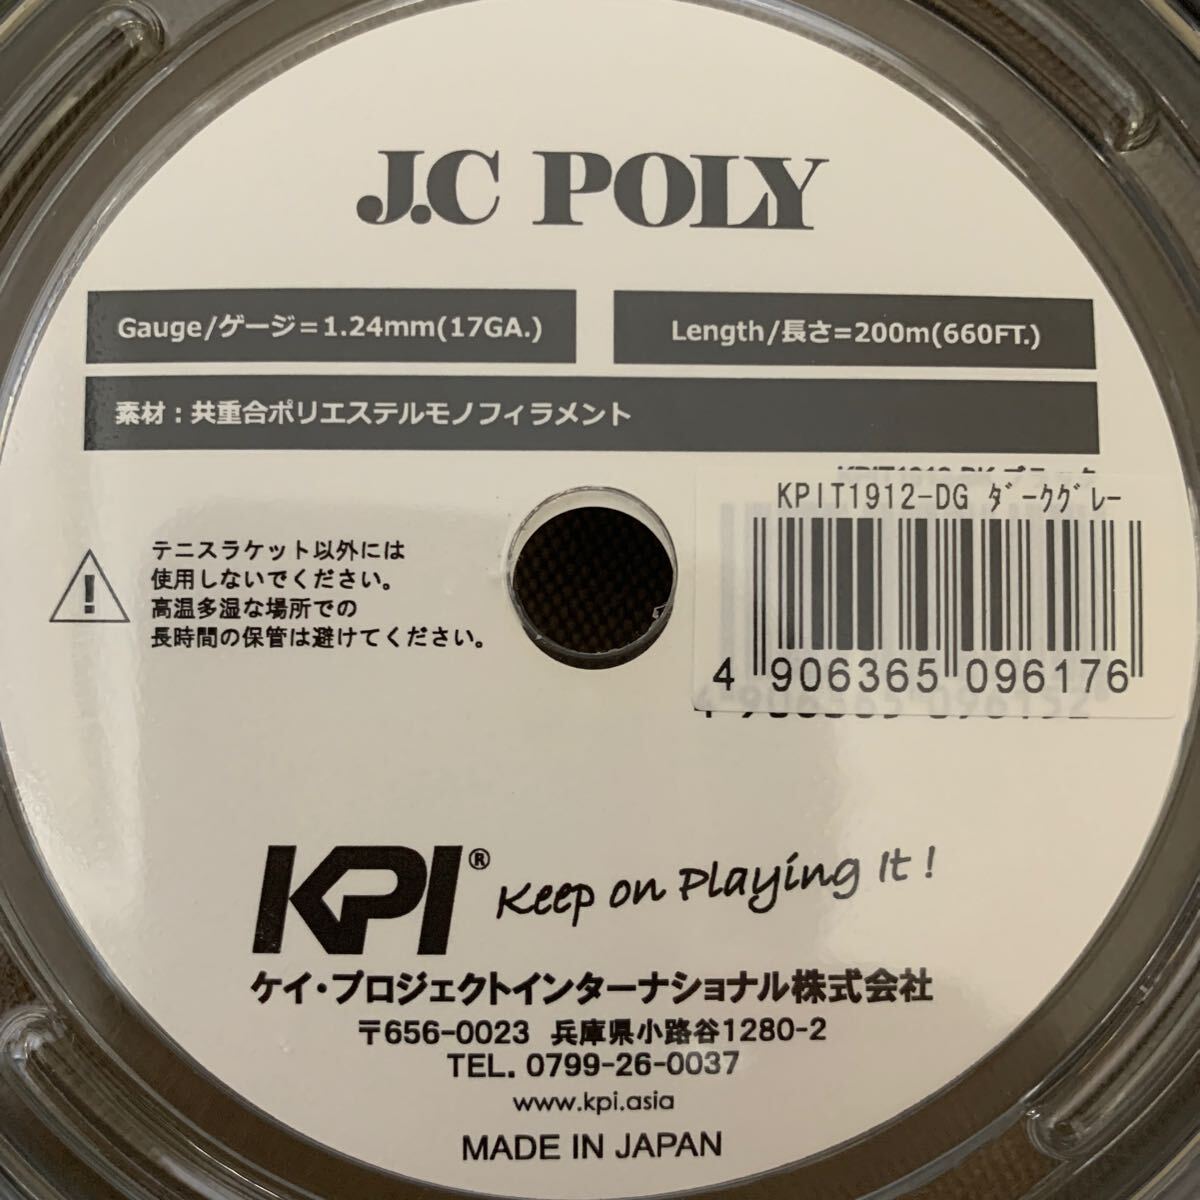 J.C POLY
Gauge/ゲージ=1.24mm(17GA.)
Length/長さ=200m(660FT.)
素材：共重合ポリエステルモノフィラメント
KPIT1912-DG ﾀﾞｰｸｸﾞﾚｰ
4 906365 096176
テニスラケット以外には
使用しないでください。
高温多湿な場所での
長時間の保管は避けてください。
KPI® Keep on Playing It !
ケイ・プロジェクトインターナショナル株式会社
〒656-0023 兵庫県小路谷1280-2
TEL. 0799-26-0037
www.kpi.asia
MADE IN JAPAN